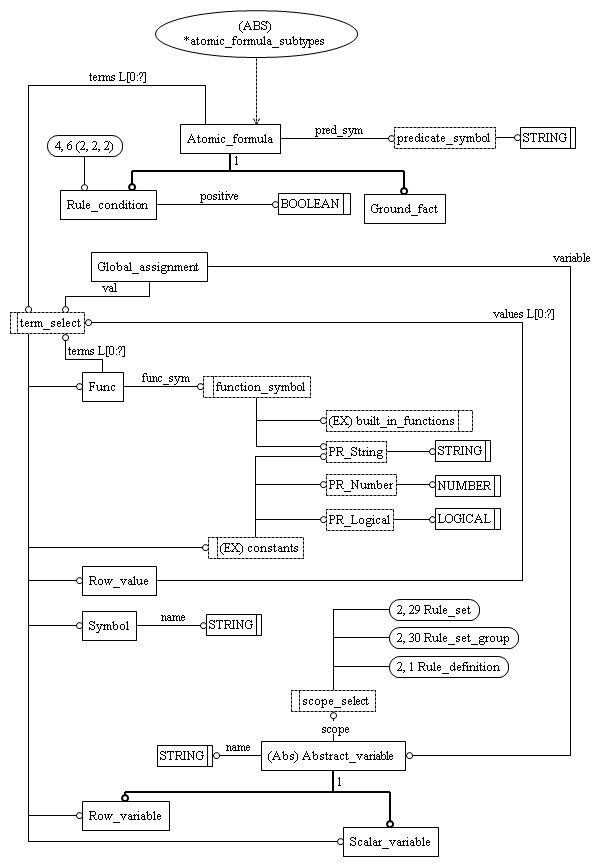 (ABS)
*atomic_formula_subtypes
terms L[0:?]
Atomic_formula
pred_sym
predicate_symbol
STRING
1
4, 6 (2, 2, 2)
Rule_condition
positive
BOOLEAN
Ground_fact
Global_assignment
variable
val
term_select
values L[0:?]
terms L[0:?]
Func
func_sym
function_symbol
(EX) built_in_functions
PR_String
STRING
PR_Number
NUMBER
PR_Logical
LOGICAL
(EX) constants
Row_value
Symbol
name
STRING
2, 29 Rule_set
2, 30 Rule_set_group
2, 1 Rule_definition
scope_select
scope
STRING
name
(Abs) Abstract_variable
1
Row_variable
Scalar_variable